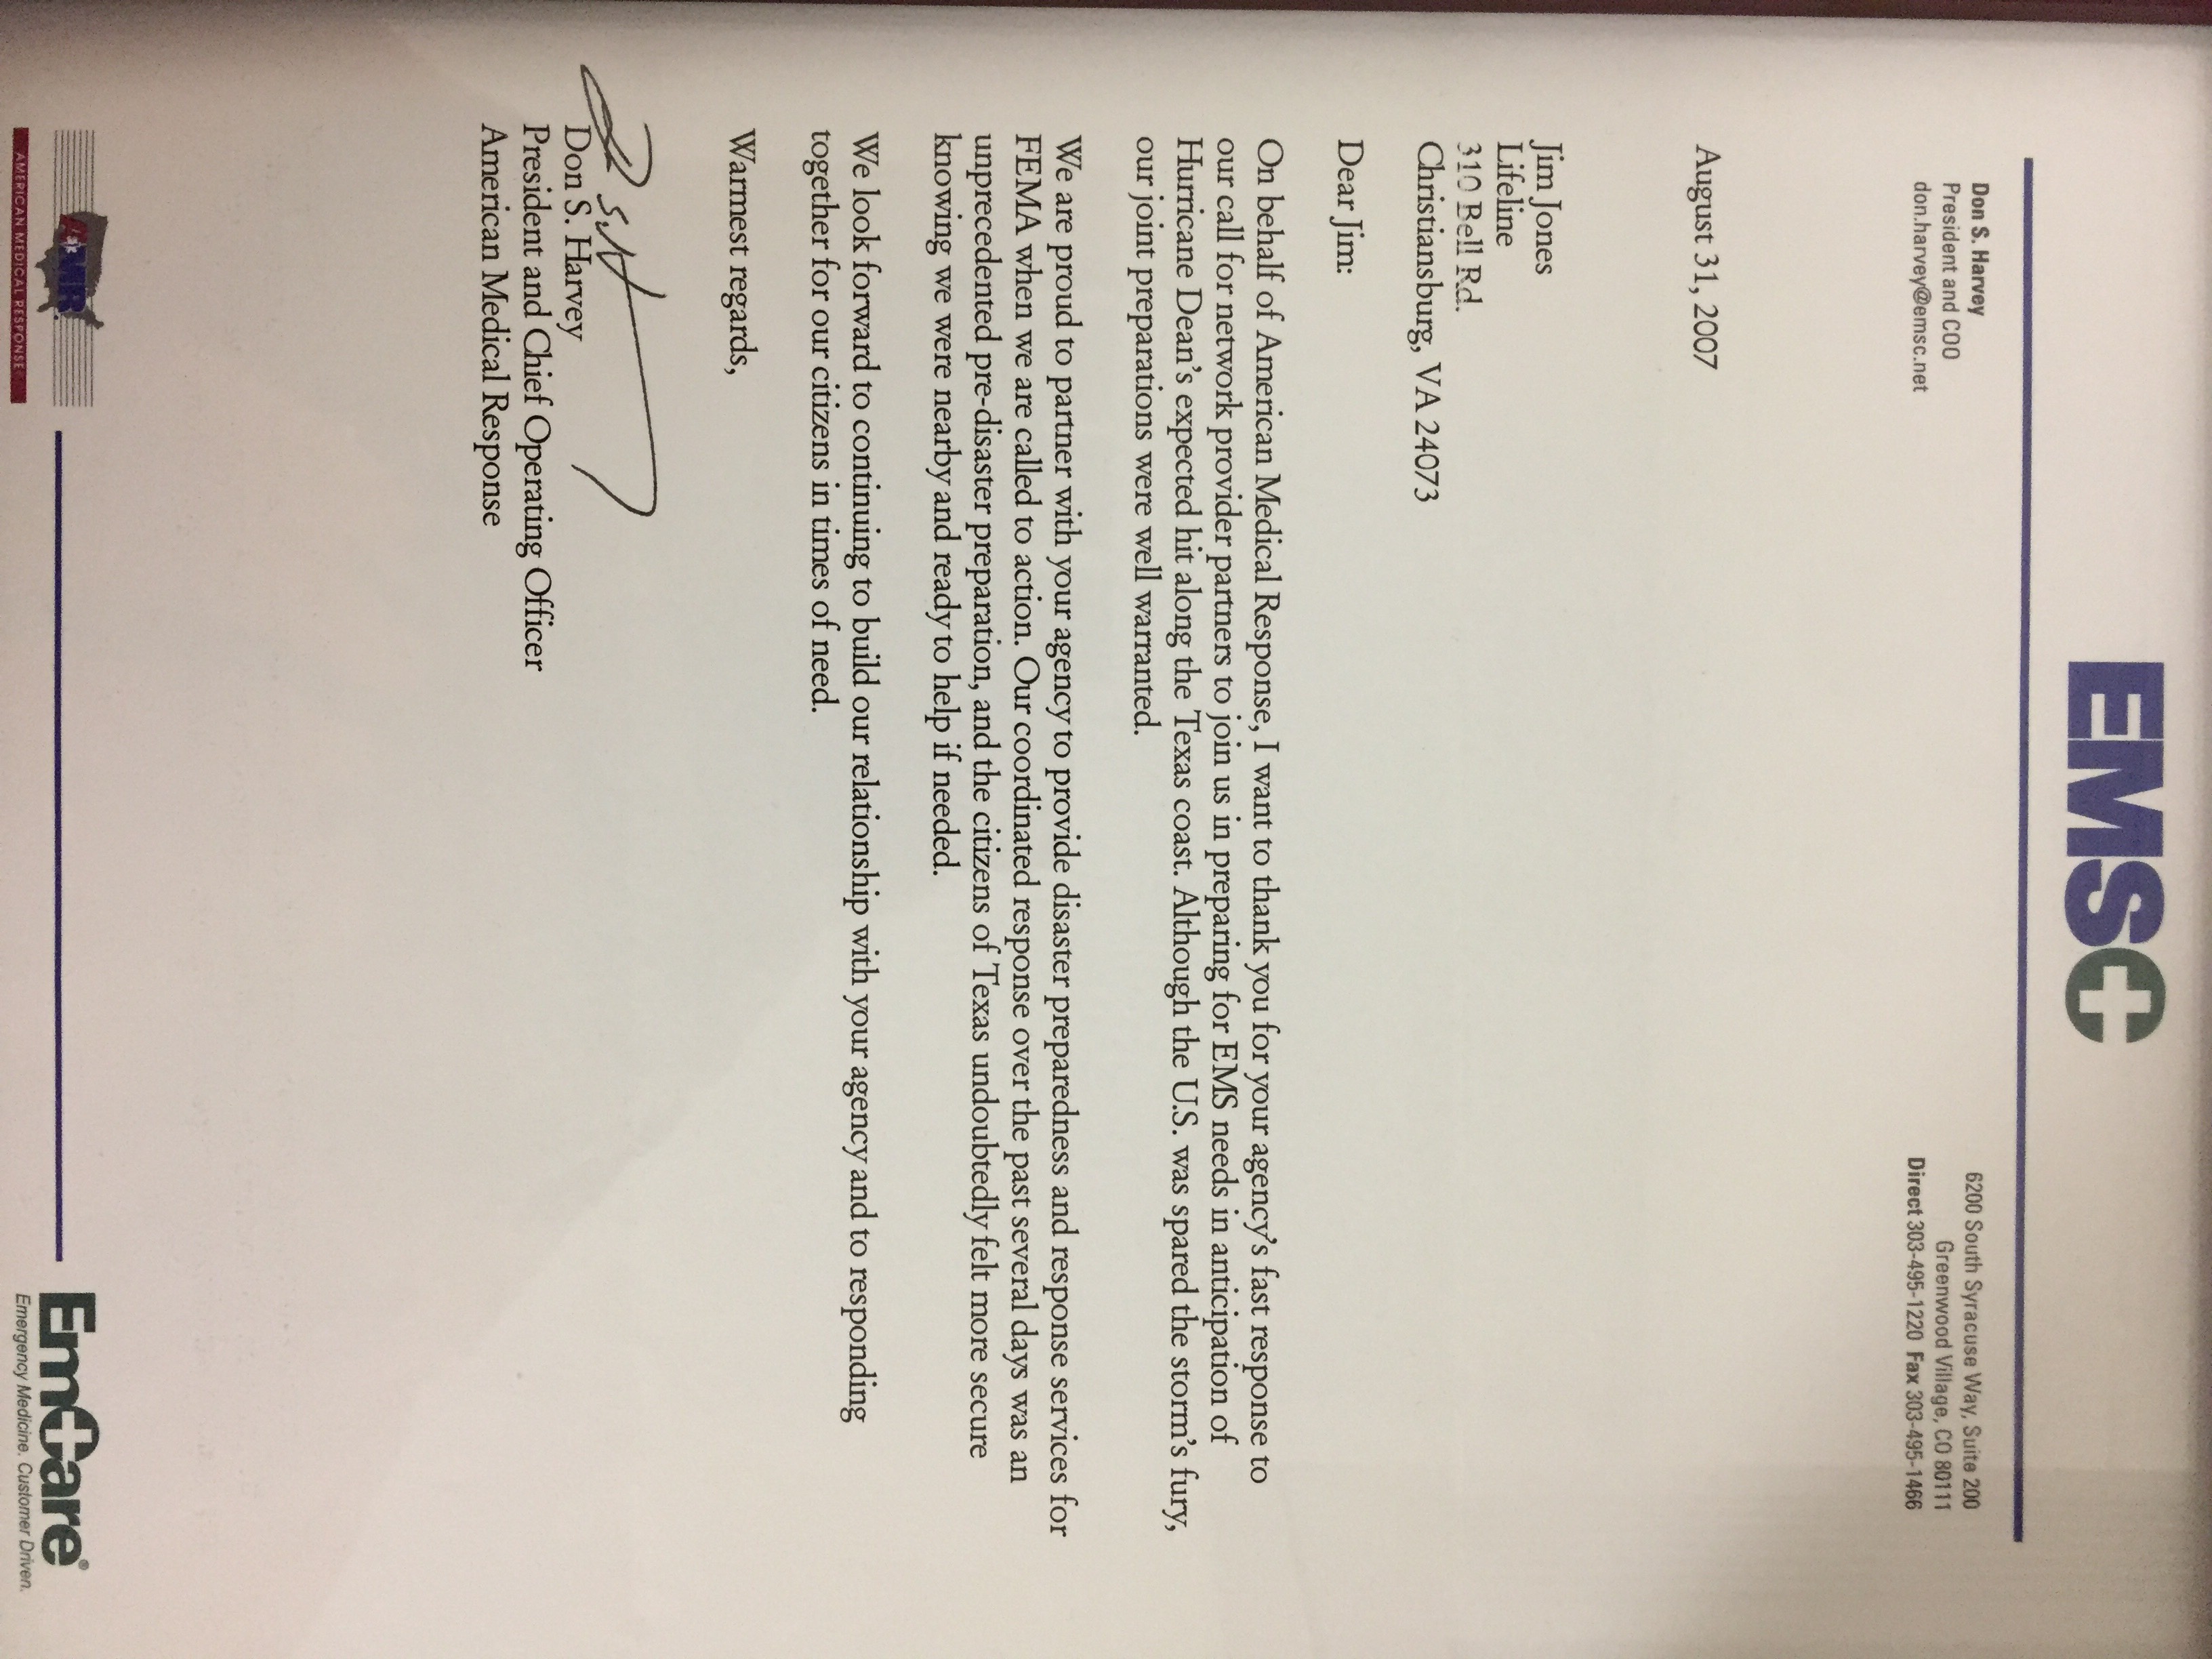 EMSC
Don S. Harvey
President and COO
don.harvey@emsc.net
6200 South Syracuse Way, Suite 200
Greenwood Village, CO 80111
Direct 303-495-1220 Fax 303-495-1466
August 31, 2007
Jim Jones
Lifeline
310 Bell Rd.
Christiansburg, VA 24073
Dear Jim:
On behalf of American Medical Response, I want to thank you for your agency's fast response to
our call for network provider partners to join us in preparing for EMS needs in anticipation of
Hurricane Dean's expected hit along the Texas coast. Although the U.S. was spared the storm's fury,
our joint preparations were well warranted.
We are proud to partner with your agency to provide disaster preparedness and response services for
FEMA when we are called to action. Our coordinated response over the past several days was an
unprecedented pre-disaster preparation, and the citizens of Texas undoubtedly felt more secure
knowing we were nearby and ready to help if needed.
We look forward to continuing to build our relationship with your agency and to responding
together for our citizens in times of need.
Warmest regards,
Don S. Harvey
President and Chief Operating Officer
American Medical Response
AMR
AMERICAN MEDICAL RESPONSE
EmCare®
Emergency Medicine. Customer Driven.